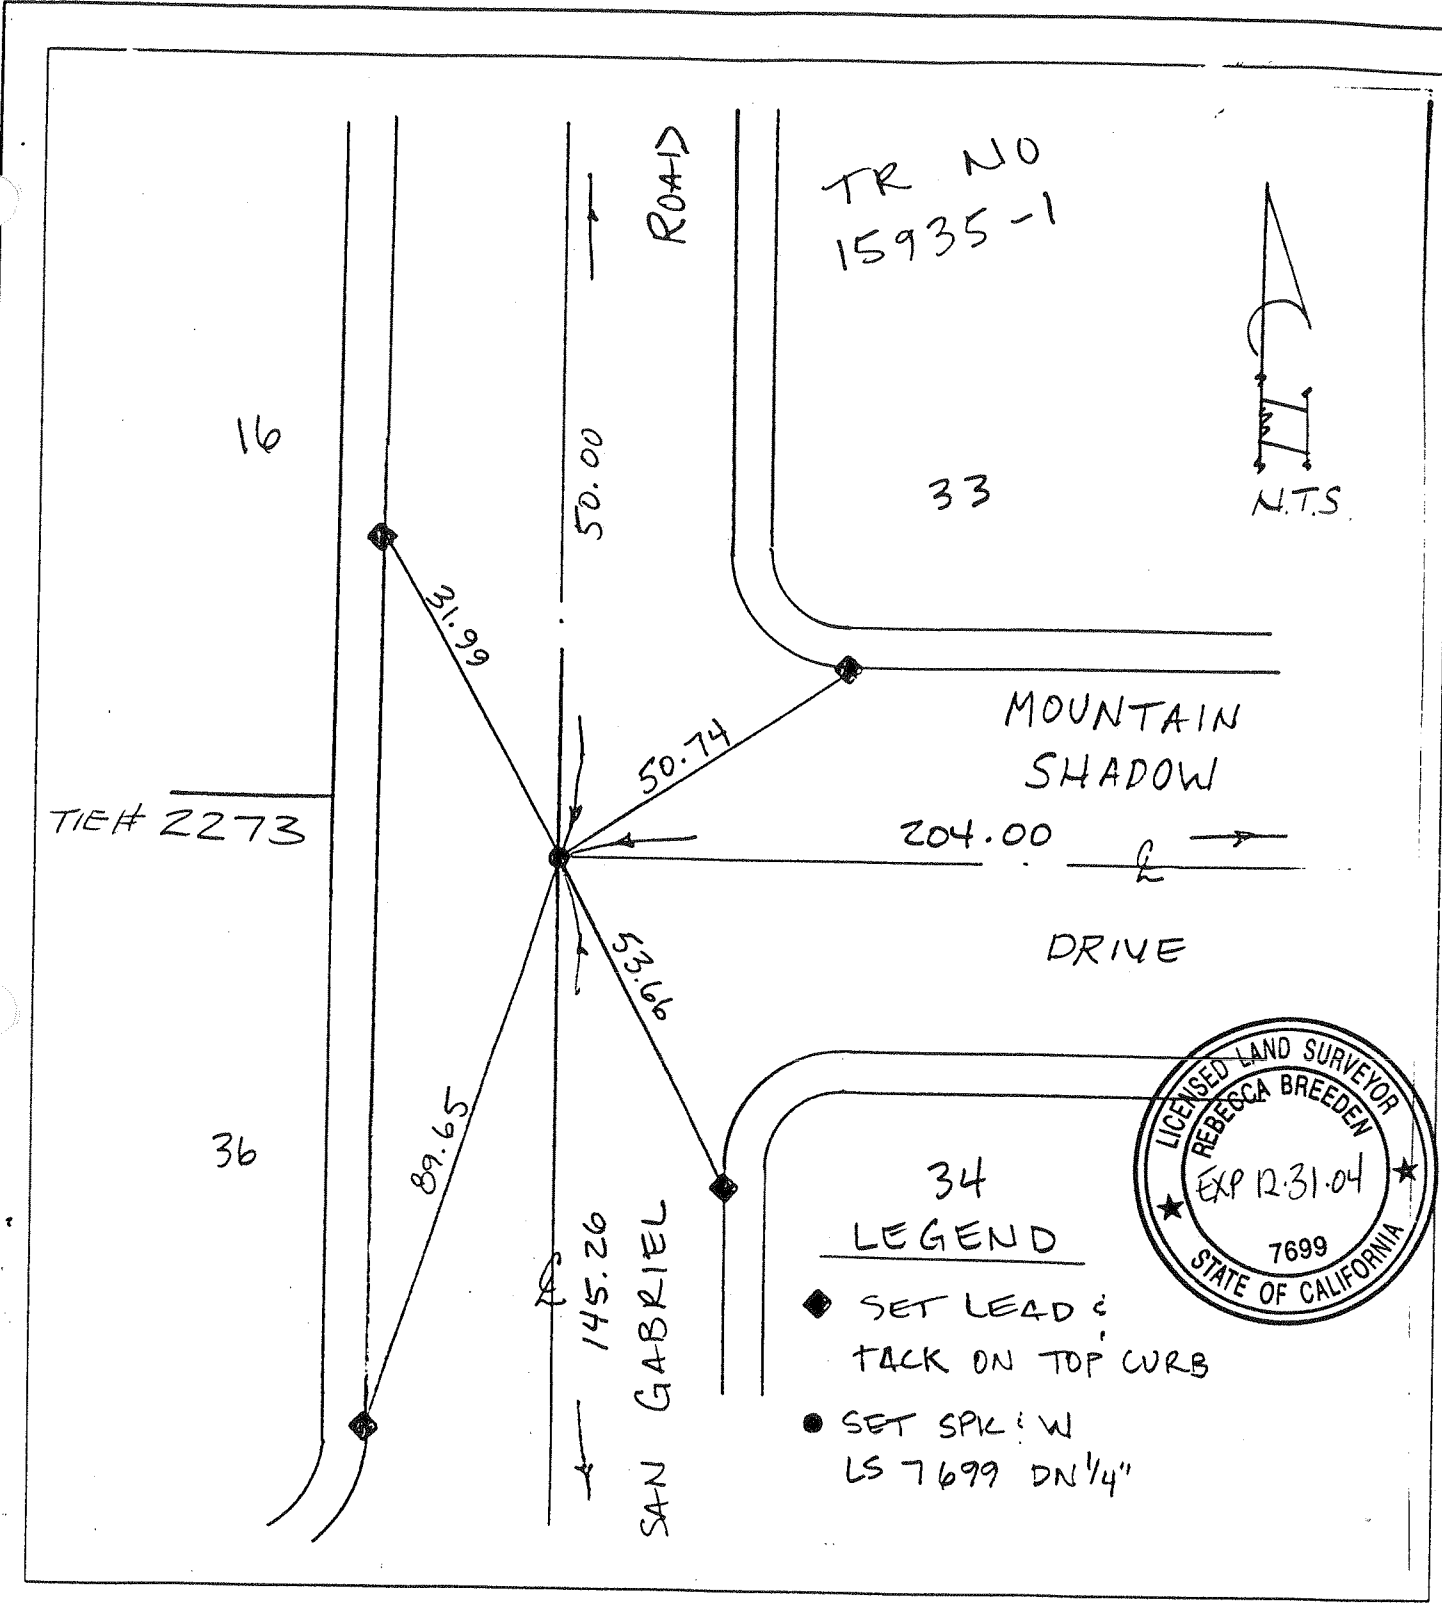 TR NO
15935-1
ROAD
16
50.00
33
N.T.S.
31.99
50.74
MOUNTAIN
SHADOW
TIE# 2273
204.00
℄
DRIVE
53.66
89.65
36
34
145.26
℄
SAN GABRIEL
LEGEND
◆ SET LEAD &
TACK ON TOP CURB
● SET SPK & W
LS 7699 DN 1/4"
LICENSED LAND SURVEYOR
REBECCA BREEDEN
EXP 12.31.04
7699
STATE OF CALIFORNIA